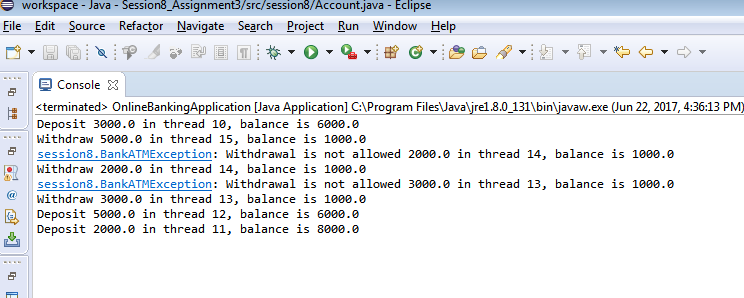 workspace - Java - Session8_Assignment3/src/session8/Account.java - Eclipse
File Edit Source Refactor Navigate Search Project Run Window Help
Console
<terminated> OnlineBankingApplication [Java Application] C:\Program Files\Java\jre1.8.0_131\bin\javaw.exe (Jun 22, 2017, 4:36:13 PM)
Deposit 3000.0 in thread 10, balance is 6000.0
Withdraw 5000.0 in thread 15, balance is 1000.0
session8.BankATMException: Withdrawal is not allowed 2000.0 in thread 14, balance is 1000.0
Withdraw 2000.0 in thread 14, balance is 1000.0
session8.BankATMException: Withdrawal is not allowed 3000.0 in thread 13, balance is 1000.0
Withdraw 3000.0 in thread 13, balance is 1000.0
Deposit 5000.0 in thread 12, balance is 6000.0
Deposit 2000.0 in thread 11, balance is 8000.0